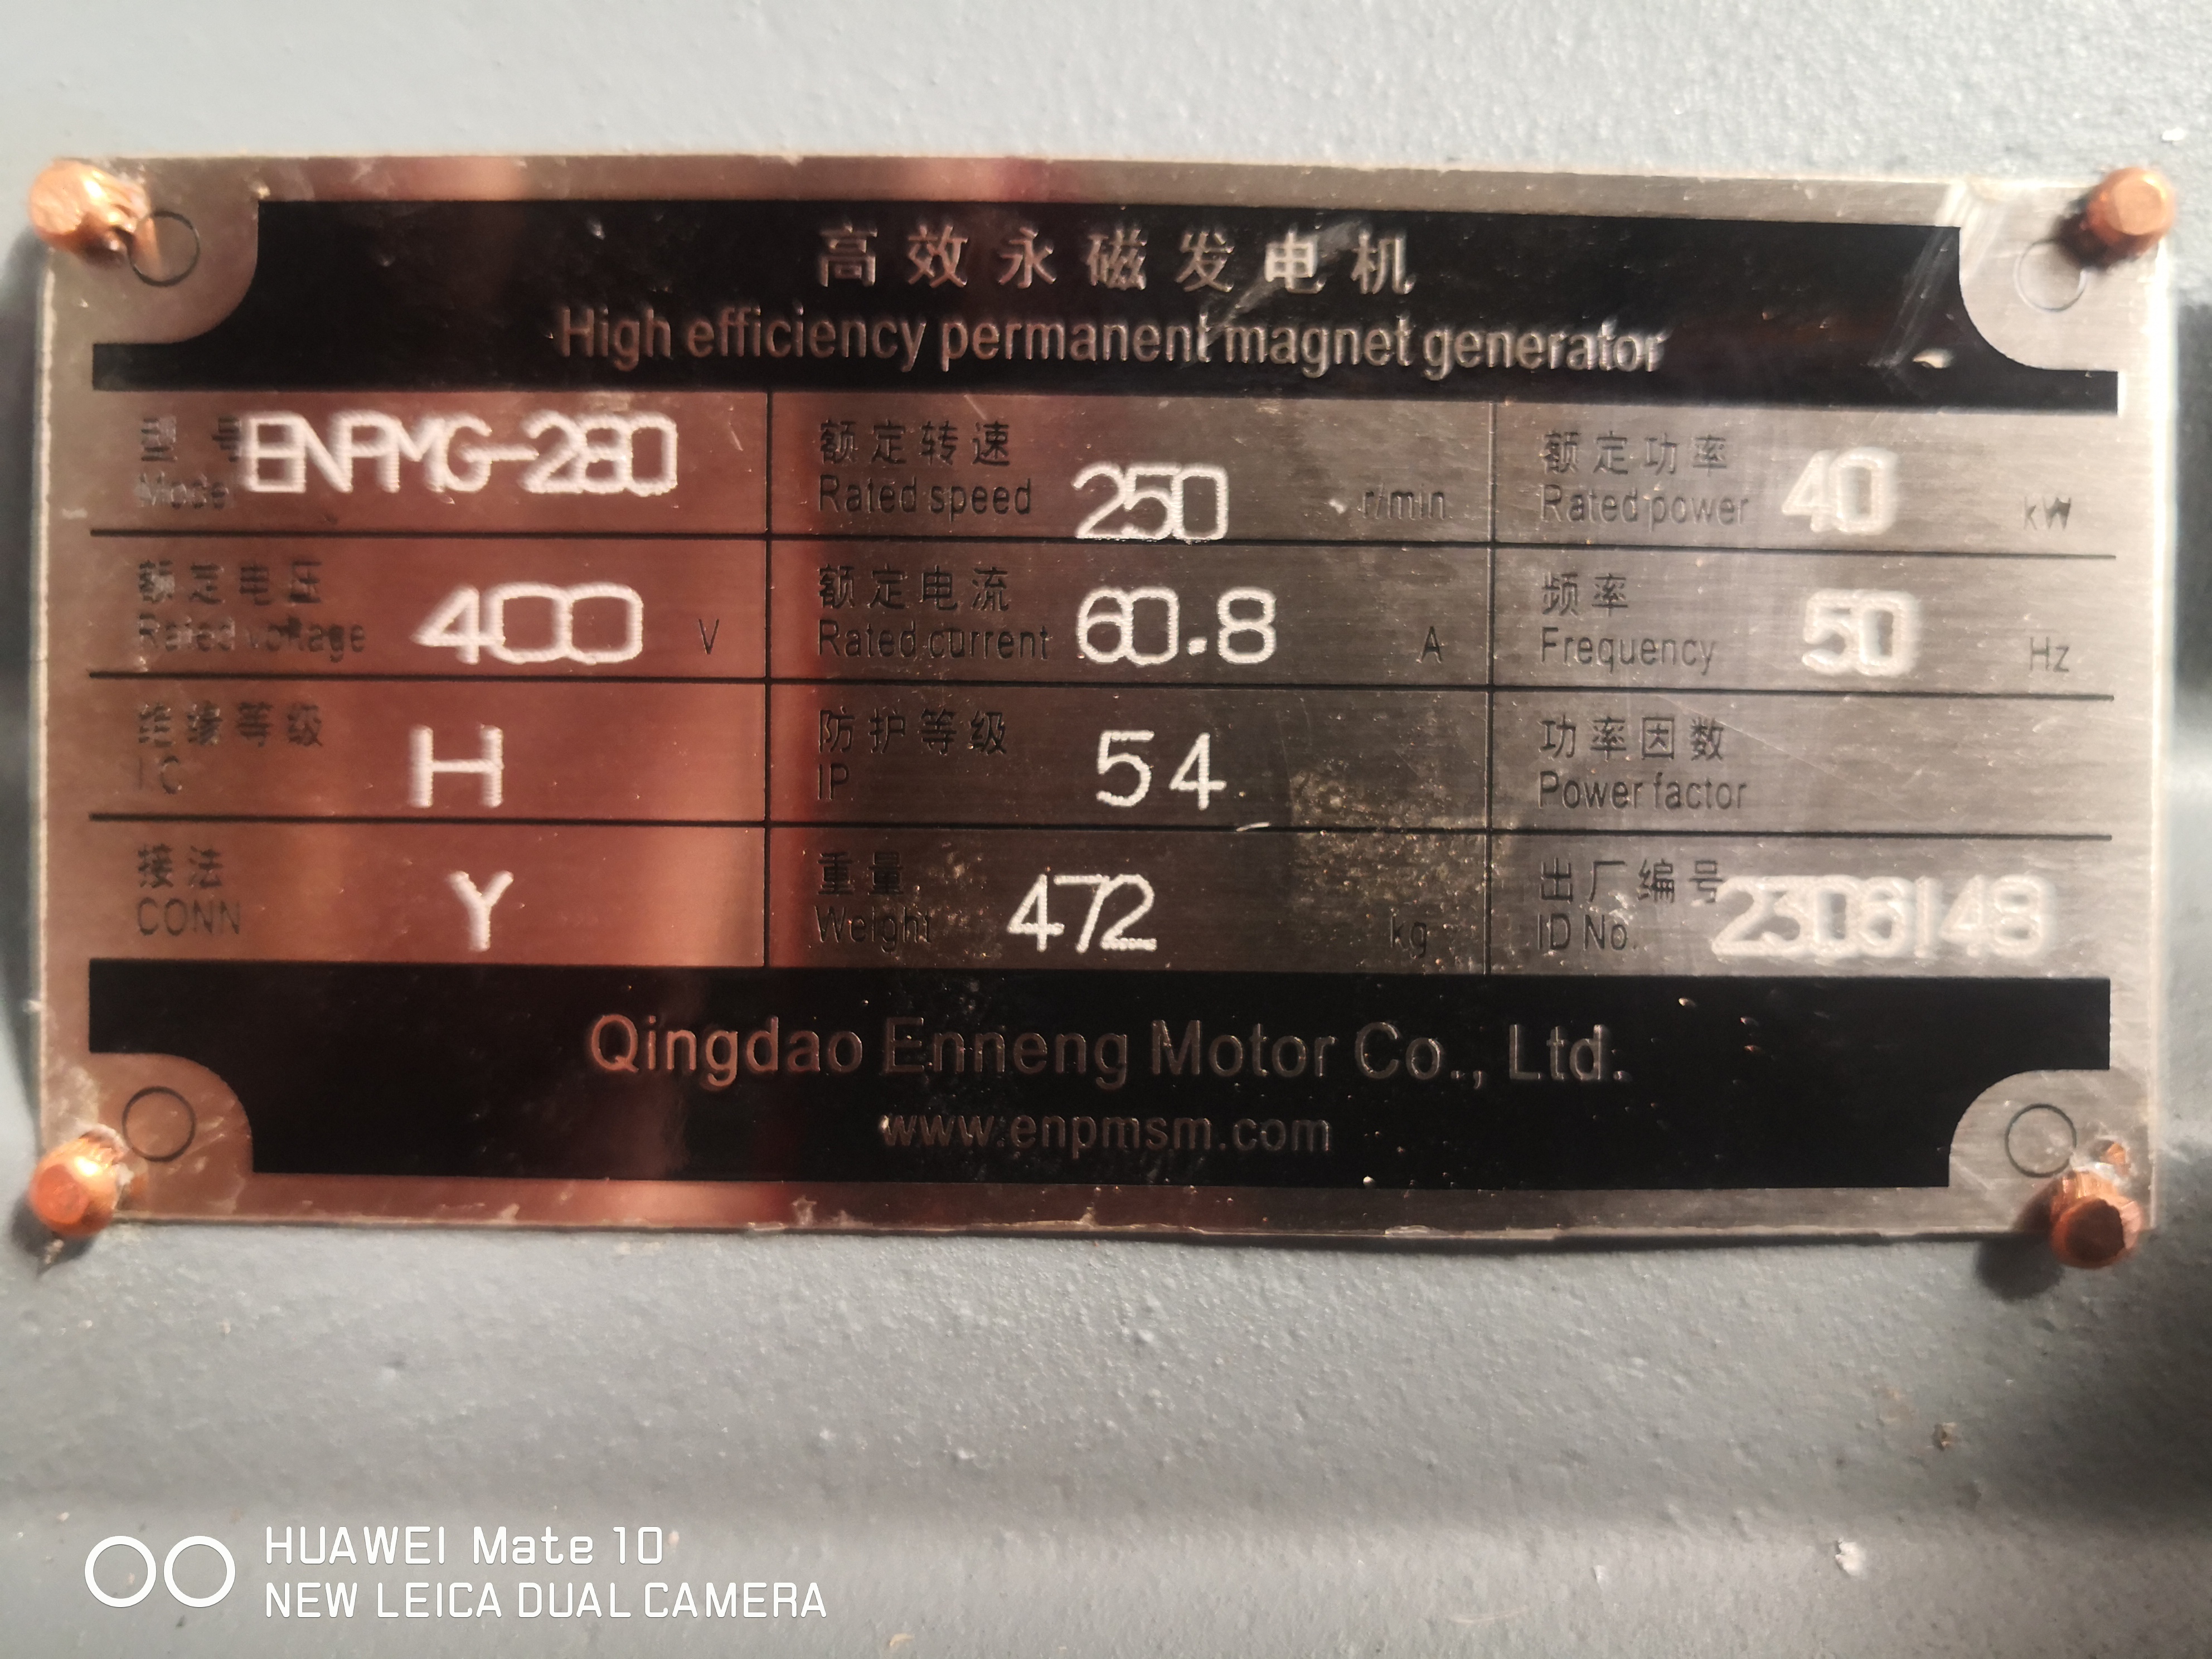 高效永磁发电机
High efficiency permanent magnet generator
型号 ENPMG-280
Model
额定转速
Rated speed 250 r/min
额定功率
Rated power 40 kW
额定电压
Rated voltage 400 V
额定电流
Rated current 60.8 A
频率
Frequency 50 Hz
绝缘等级
I C H
防护等级
IP 54
功率因数
Power factor
接法
CONN Y
重量
Weight 472 kg
出厂编号
ID No. 2306148
Qingdao Enneng Motor Co., Ltd.
www.enpmsm.com
HUAWEI Mate 10
NEW LEICA DUAL CAMERA